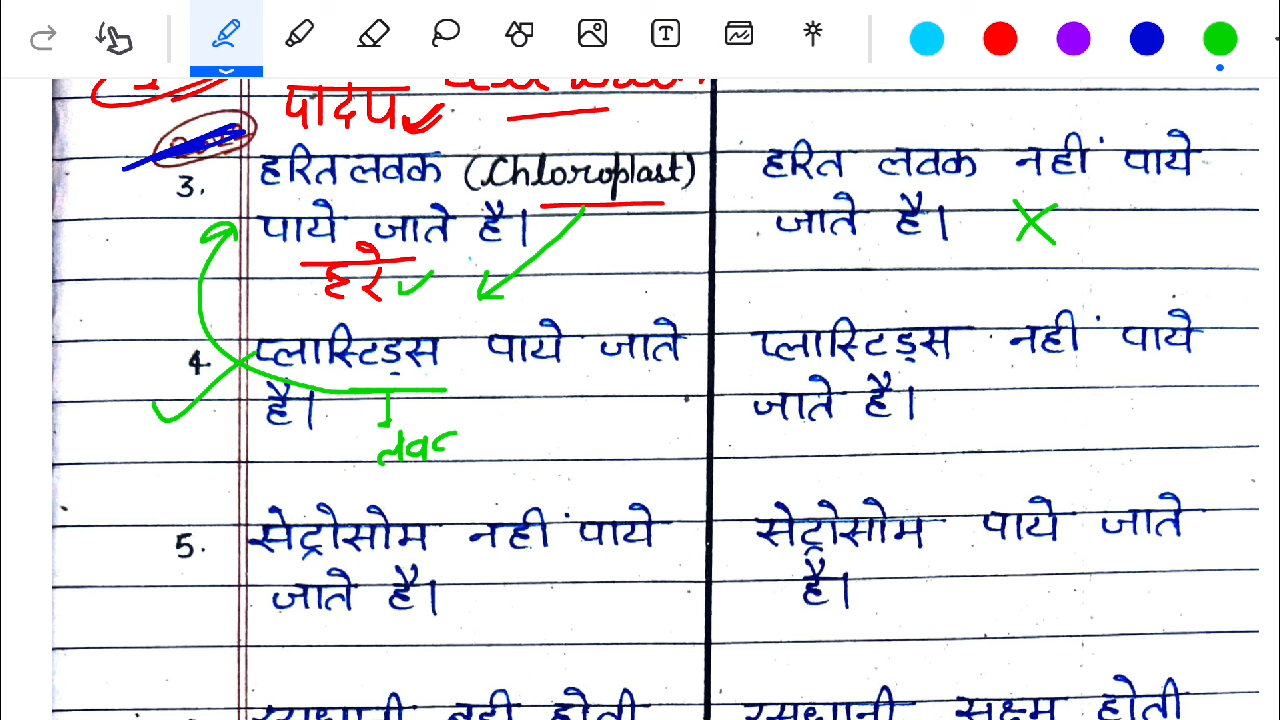 पादप
3. हरित लवक (Chloroplast) पाये जाते है।
हरे
हरित लवक नहीं पाये जाते है।
4. प्लास्टिड्स पाये जाते है।
प्लास्टिड्स नहीं पाये जाते है।
5. सेट्रोसोम नहीं पाये जाते है।
सेट्रोसोम पाये जाते है।
होती
सूक्ष्म होती